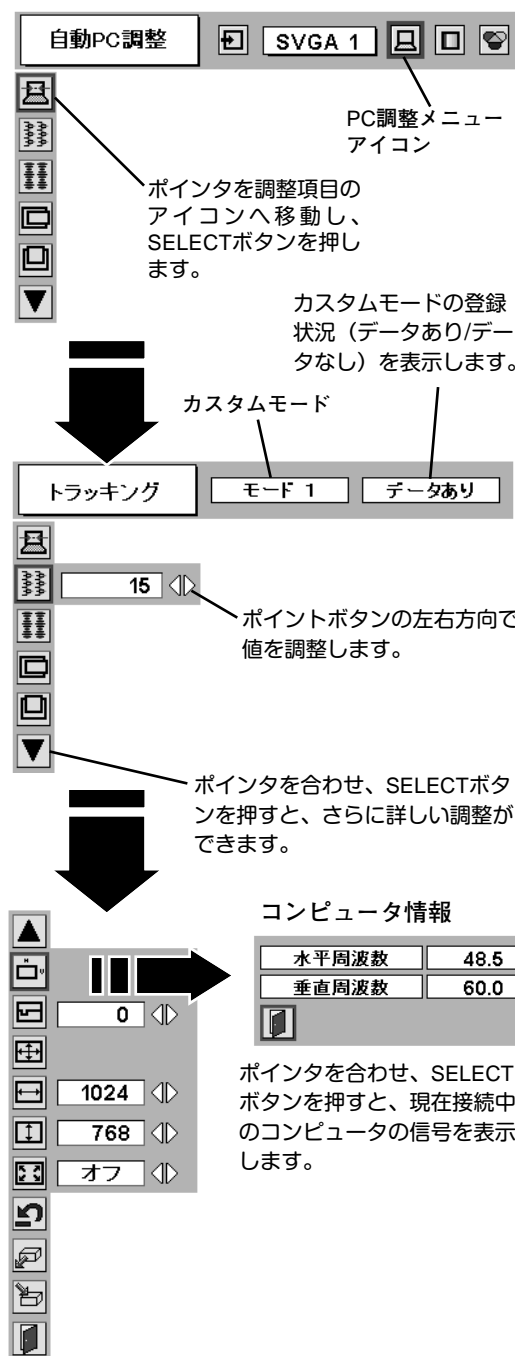 自動PC調整
SVGA 1
PC調整メニュー
アイコン
ポインタを調整項目の
アイコンへ移動し、
SELECTボタンを押し
ます。
カスタムモードの登録
状況（データあり/デー
タなし）を表示します。
カスタムモード
トラッキング
モード 1
データあり
15
ポイントボタンの左右方向で
値を調整します。
ポインタを合わせ、SELECTボタ
ンを押すと、さらに詳しい調整が
できます。
コンピュータ情報
水平周波数 48.5
垂直周波数 60.0
H
V
0
1024
768
オフ
ポインタを合わせ、SELECT
ボタンを押すと、現在接続中
のコンピュータの信号を表示
します。